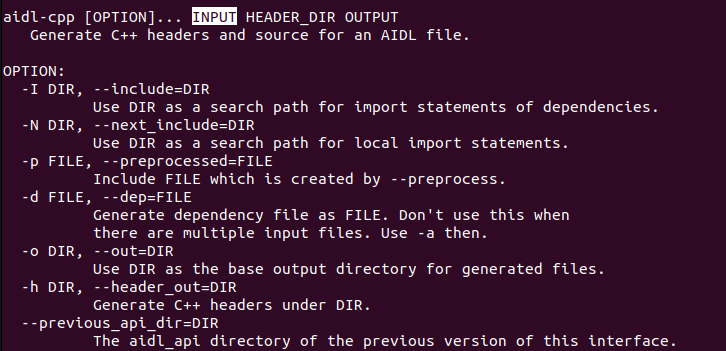 aidl-cpp [OPTION]... INPUT HEADER_DIR OUTPUT
Generate C++ headers and source for an AIDL file.
OPTION:
-I DIR, --include=DIR
Use DIR as a search path for import statements of dependencies.
-N DIR, --next_include=DIR
Use DIR as a search path for local import statements.
-p FILE, --preprocessed=FILE
Include FILE which is created by --preprocess.
-d FILE, --dep=FILE
Generate dependency file as FILE. Don't use this when
there are multiple input files. Use -a then.
-o DIR, --out=DIR
Use DIR as the base output directory for generated files.
-h DIR, --header_out=DIR
Generate C++ headers under DIR.
--previous_api_dir=DIR
The aidl_api directory of the previous version of this interface.